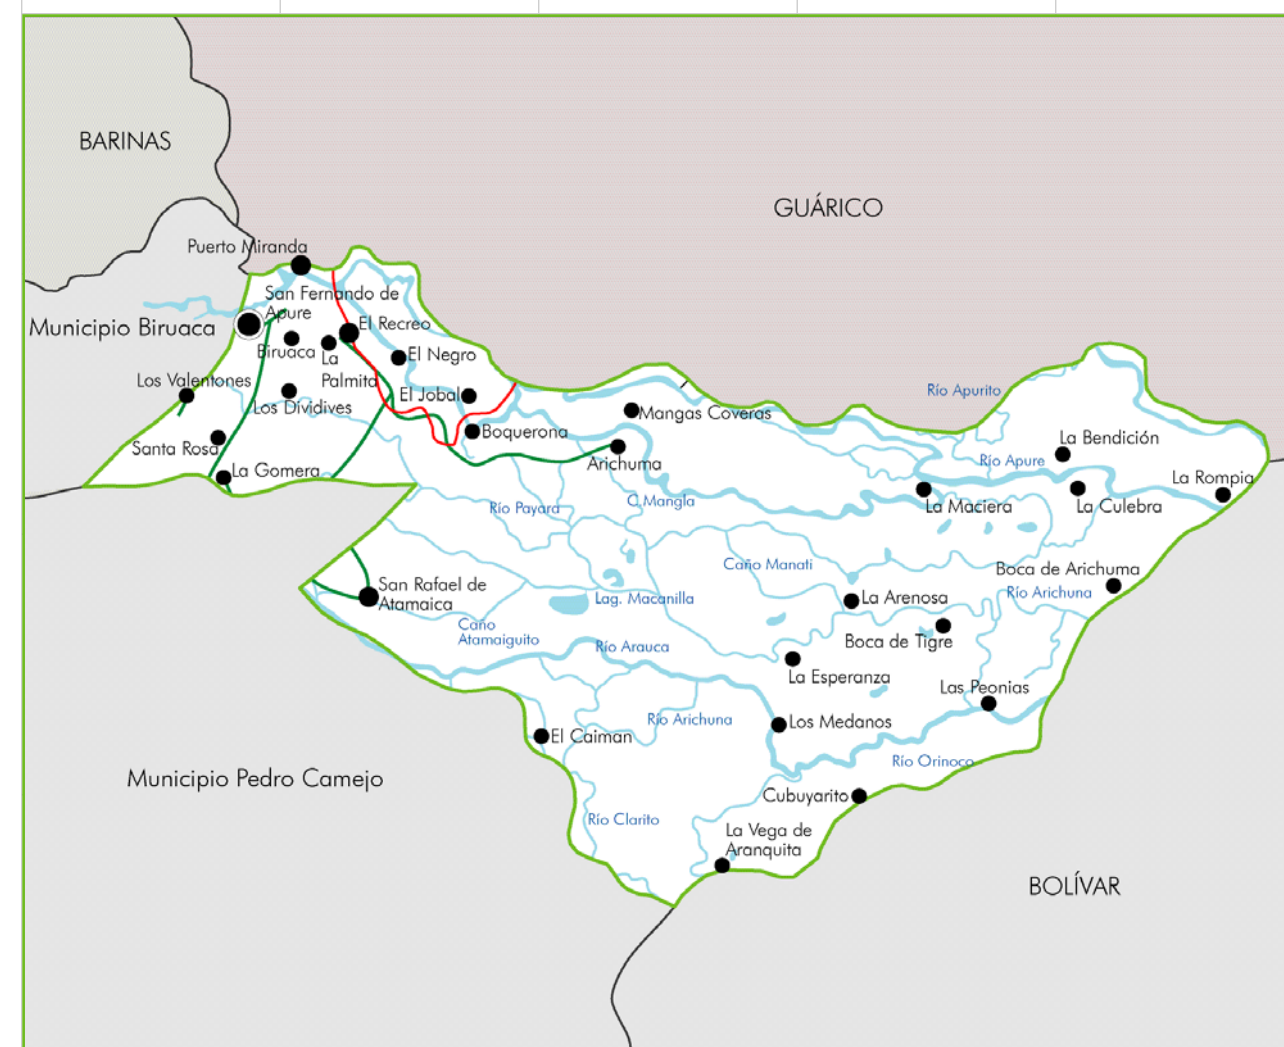 BARINAS
GUÁRICO
Puerto Miranda
San Fernando de
Apure
Municipio Biruaca
El Recreo
Biruaca
La
Palmita
El Negro
Los Valentones
El Jobal
Los Dividives
Mangas Coveras
Río Apurito
Santa Rosa
Boquerona
La Bendición
La Gomera
Arichuma
Río Apure
La Rompia
Río Payara
C.Mangla
La Maciera
La Culebra
Caño Manati
Boca de Arichuma
San Rafael de
Atamaica
Lag. Macanilla
La Arenosa
Río Arichuna
Caño
Atamaiguito
Río Arauca
Boca de Tigre
La Esperanza
Las Peonias
Río Arichuna
Los Medanos
El Caiman
Río Orinoco
Municipio Pedro Camejo
Cubuyarito
Río Clarito
La Vega de
Aranquita
BOLÍVAR